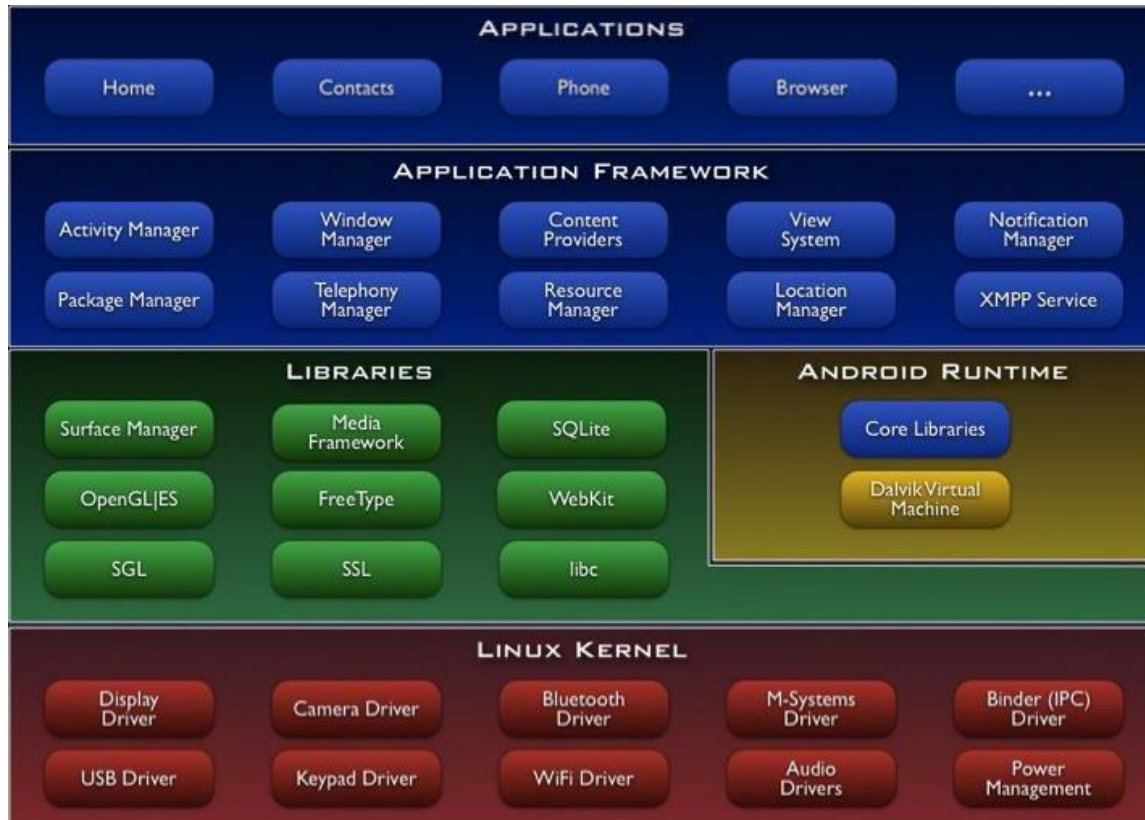 APPLICATIONS
Home
Contacts
Phone
Browser
...
APPLICATION FRAMEWORK
Activity Manager
Window
Manager
Content
Providers
View
System
Notification
Manager
Package Manager
Telephony
Manager
Resource
Manager
Location
Manager
XMPP Service
LIBRARIES
Surface Manager
Media
Framework
SQLite
OpenGL|ES
FreeType
WebKit
SGL
SSL
libc
ANDROID RUNTIME
Core Libraries
Dalvik Virtual
Machine
LINUX KERNEL
Display
Driver
Camera Driver
Bluetooth
Driver
M-Systems
Driver
Binder (IPC)
Driver
USB Driver
Keypad Driver
WiFi Driver
Audio
Drivers
Power
Management